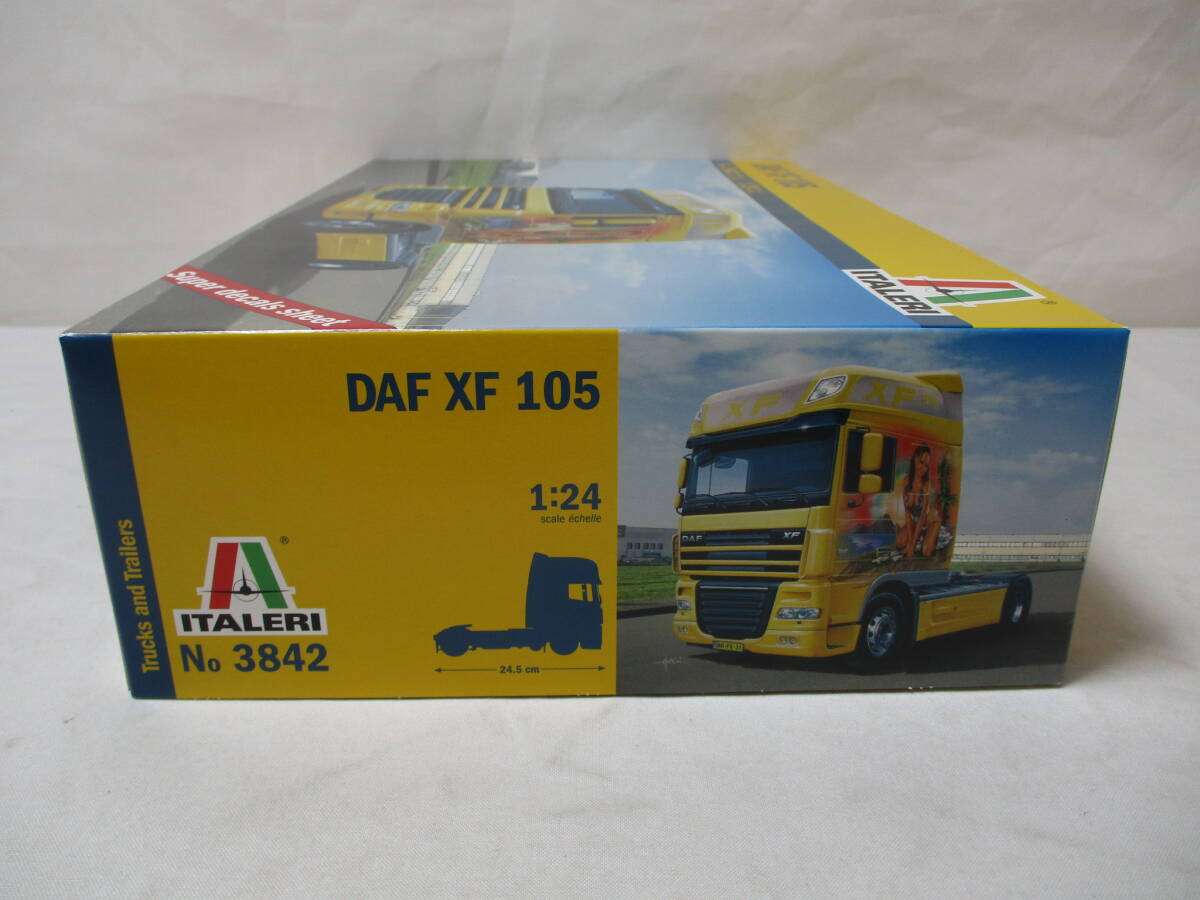 Super decals sheet
ITALERI
DAF XF 105
1:24
scale échelle
Trucks and Trailers
®
ITALERI
No 3842
24.5 cm
XF
XF
DAF
XF